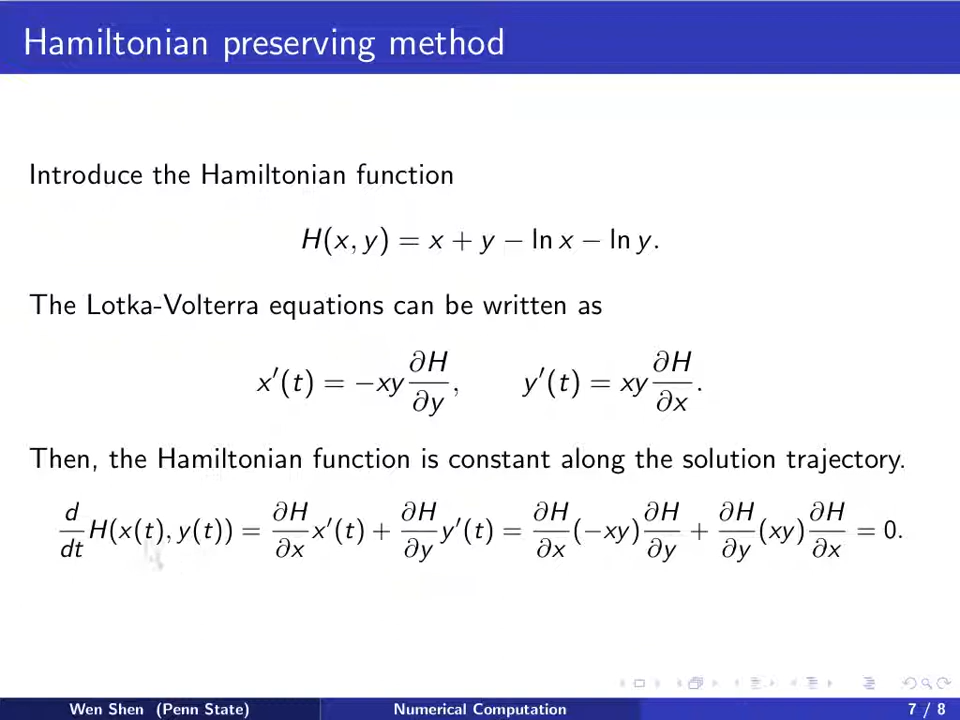 Hamiltonian preserving method
Introduce the Hamiltonian function
H(x, y) = x + y − ln x − ln y.
The Lotka-Volterra equations can be written as
x′(t) = −xy ∂H/∂y, y′(t) = xy ∂H/∂x.
Then, the Hamiltonian function is constant along the solution trajectory.
d/dt H(x(t), y(t)) = ∂H/∂x x′(t) + ∂H/∂y y′(t) = ∂H/∂x (−xy) ∂H/∂y + ∂H/∂y (xy) ∂H/∂x = 0.
Wen Shen (Penn State) Numerical Computation 7 / 8